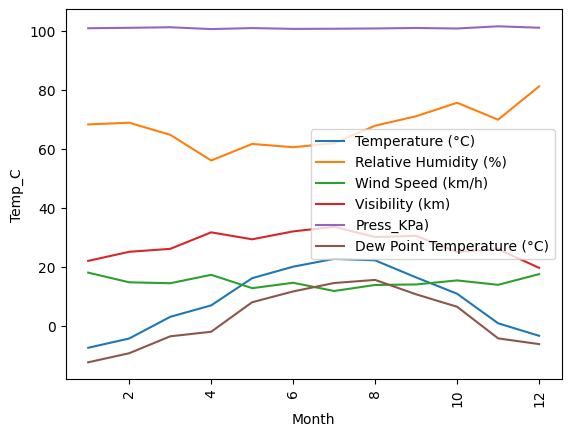 100
80
60
40
20
0
Temp_C
Temperature (°C)
Relative Humidity (%)
Wind Speed (km/h)
Visibility (km)
Press_KPa)
Dew Point Temperature (°C)
2
4
6
8
10
12
Month